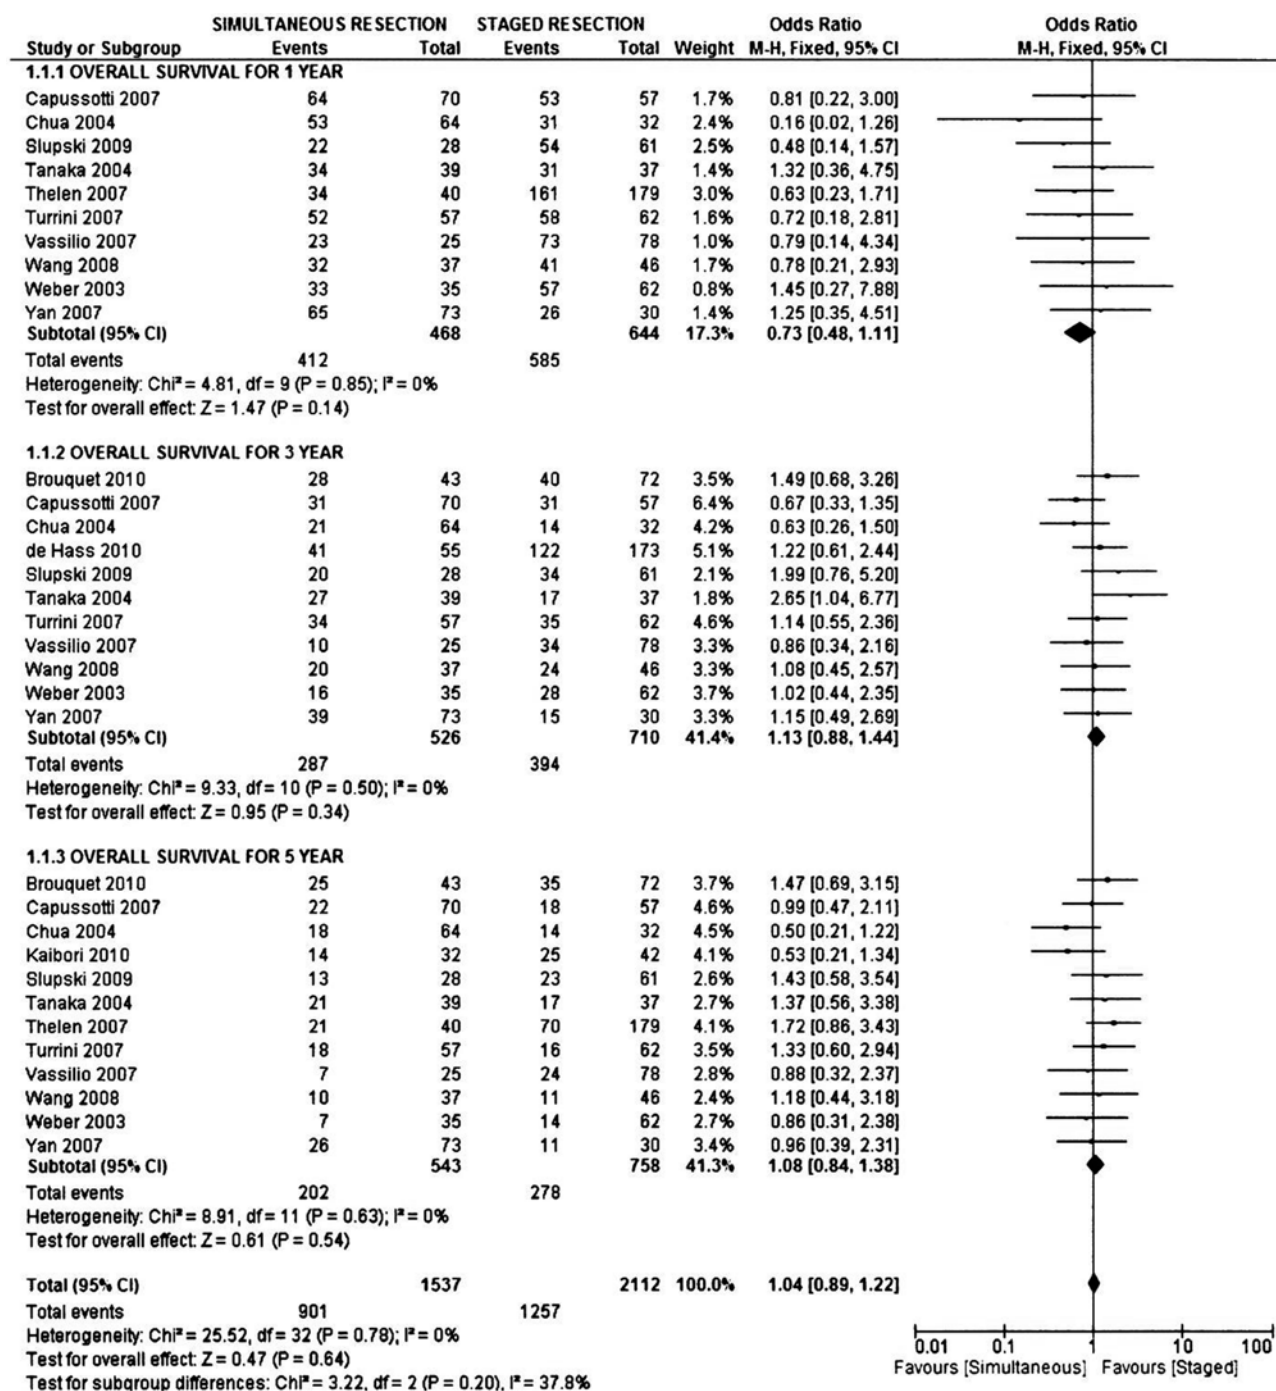 SIMULTANEOUS RESECTION STAGED RESECTION Odds Ratio Odds Ratio
Study or Subgroup Events Total Events Total Weight M-H, Fixed, 95% CI M-H, Fixed, 95% CI
1.1.1 OVERALL SURVIVAL FOR 1 YEAR
Capussotti 2007 64 70 53 57 1.7% 0.81 [0.22, 3.00]
Chua 2004 53 64 31 32 2.4% 0.16 [0.02, 1.26]
Slupski 2009 22 28 54 61 2.5% 0.48 [0.14, 1.57]
Tanaka 2004 34 39 31 37 1.4% 1.32 [0.36, 4.75]
Thelen 2007 34 40 161 179 3.0% 0.63 [0.23, 1.71]
Turrini 2007 52 57 58 62 1.6% 0.72 [0.18, 2.81]
Vassilio 2007 23 25 73 78 1.0% 0.79 [0.14, 4.34]
Wang 2008 32 37 41 46 1.7% 0.78 [0.21, 2.93]
Weber 2003 33 35 57 62 0.8% 1.45 [0.27, 7.88]
Yan 2007 65 73 26 30 1.4% 1.25 [0.35, 4.51]
Subtotal (95% CI) 468 644 17.3% 0.73 [0.48, 1.11]
Total events 412 585
Heterogeneity: Chi² = 4.81, df = 9 (P = 0.85); I² = 0%
Test for overall effect: Z = 1.47 (P = 0.14)
1.1.2 OVERALL SURVIVAL FOR 3 YEAR
Brouquet 2010 28 43 40 72 3.5% 1.49 [0.68, 3.26]
Capussotti 2007 31 70 31 57 6.4% 0.67 [0.33, 1.35]
Chua 2004 21 64 14 32 4.2% 0.63 [0.26, 1.50]
de Hass 2010 41 55 122 173 5.1% 1.22 [0.61, 2.44]
Slupski 2009 20 28 34 61 2.1% 1.99 [0.76, 5.20]
Tanaka 2004 27 39 17 37 1.8% 2.65 [1.04, 6.77]
Turrini 2007 34 57 35 62 4.6% 1.14 [0.55, 2.36]
Vassilio 2007 10 25 34 78 3.3% 0.86 [0.34, 2.16]
Wang 2008 20 37 24 46 3.3% 1.08 [0.45, 2.57]
Weber 2003 16 35 28 62 3.7% 1.02 [0.44, 2.35]
Yan 2007 39 73 15 30 3.3% 1.15 [0.49, 2.69]
Subtotal (95% CI) 526 710 41.4% 1.13 [0.88, 1.44]
Total events 287 394
Heterogeneity: Chi² = 9.33, df = 10 (P = 0.50); I² = 0%
Test for overall effect: Z = 0.95 (P = 0.34)
1.1.3 OVERALL SURVIVAL FOR 5 YEAR
Brouquet 2010 25 43 35 72 3.7% 1.47 [0.69, 3.15]
Capussotti 2007 22 70 18 57 4.6% 0.99 [0.47, 2.11]
Chua 2004 18 64 14 32 4.5% 0.50 [0.21, 1.22]
Kaibori 2010 14 32 25 42 4.1% 0.53 [0.21, 1.34]
Slupski 2009 13 28 23 61 2.6% 1.43 [0.58, 3.54]
Tanaka 2004 21 39 17 37 2.7% 1.37 [0.56, 3.38]
Thelen 2007 21 40 70 179 4.1% 1.72 [0.86, 3.43]
Turrini 2007 18 57 16 62 3.5% 1.33 [0.60, 2.94]
Vassilio 2007 7 25 24 78 2.8% 0.88 [0.32, 2.37]
Wang 2008 10 37 11 46 2.4% 1.18 [0.44, 3.18]
Weber 2003 7 35 14 62 3.0% 0.86 [0.31, 2.38]
Yan 2007 26 73 11 30 3.4% 0.96 [0.39, 2.31]
Subtotal (95% CI) 543 758 41.3% 1.08 [0.84, 1.38]
Total events 202 278
Heterogeneity: Chi² = 8.91, df = 11 (P = 0.63); I² = 0%
Test for overall effect: Z = 0.61 (P = 0.54)
Total (95% CI) 1537 2112 100.0% 1.04 [0.89, 1.22]
Total events 901 1257
Heterogeneity: Chi² = 25.52, df = 32 (P = 0.78); I² = 0%
Test for overall effect: Z = 0.47 (P = 0.64)
Test for subgroup differences: Chi² = 3.22, df = 2 (P = 0.20), I² = 37.8%
0.01 0.1 1 10 100
Favours [Simultaneous] Favours [Staged]